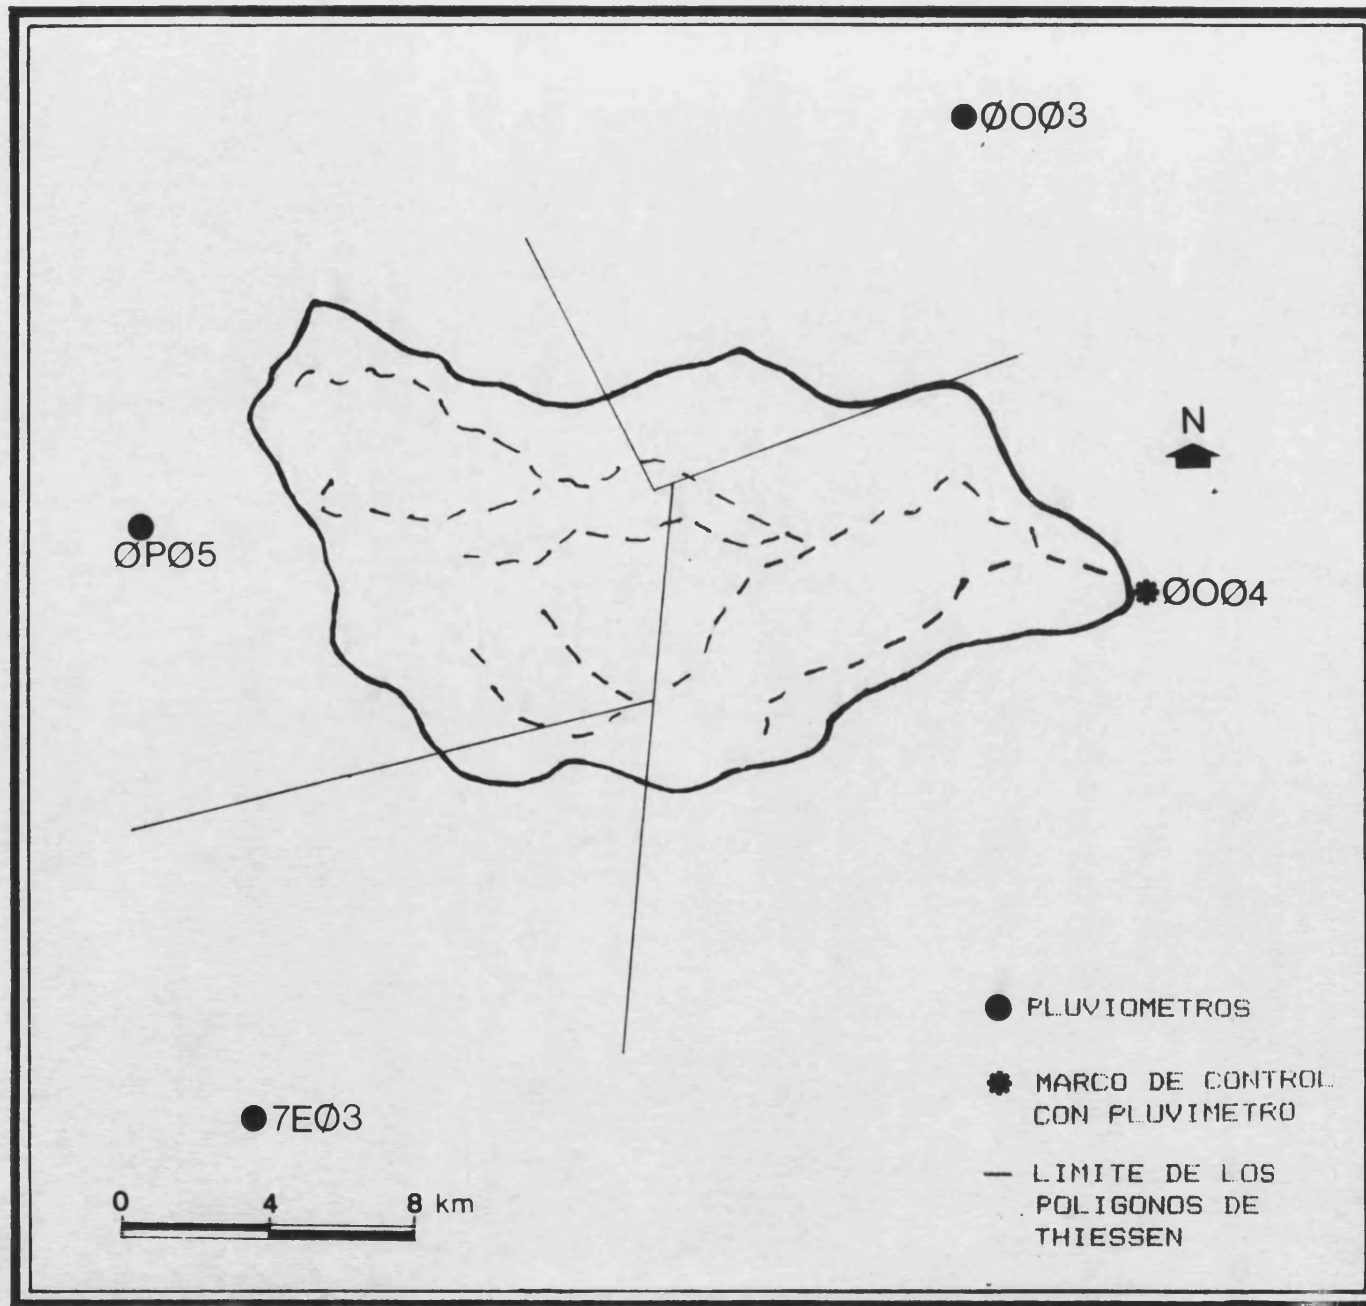 ØOØ3
N
ØPØ5
ØOØ4
PLUVIOMETROS
MARCO DE CONTROL
CON PLUVIMETRO
7EØ3
LIMITE DE LOS
POLIGONOS DE
THIESSEN
0 4 8 km